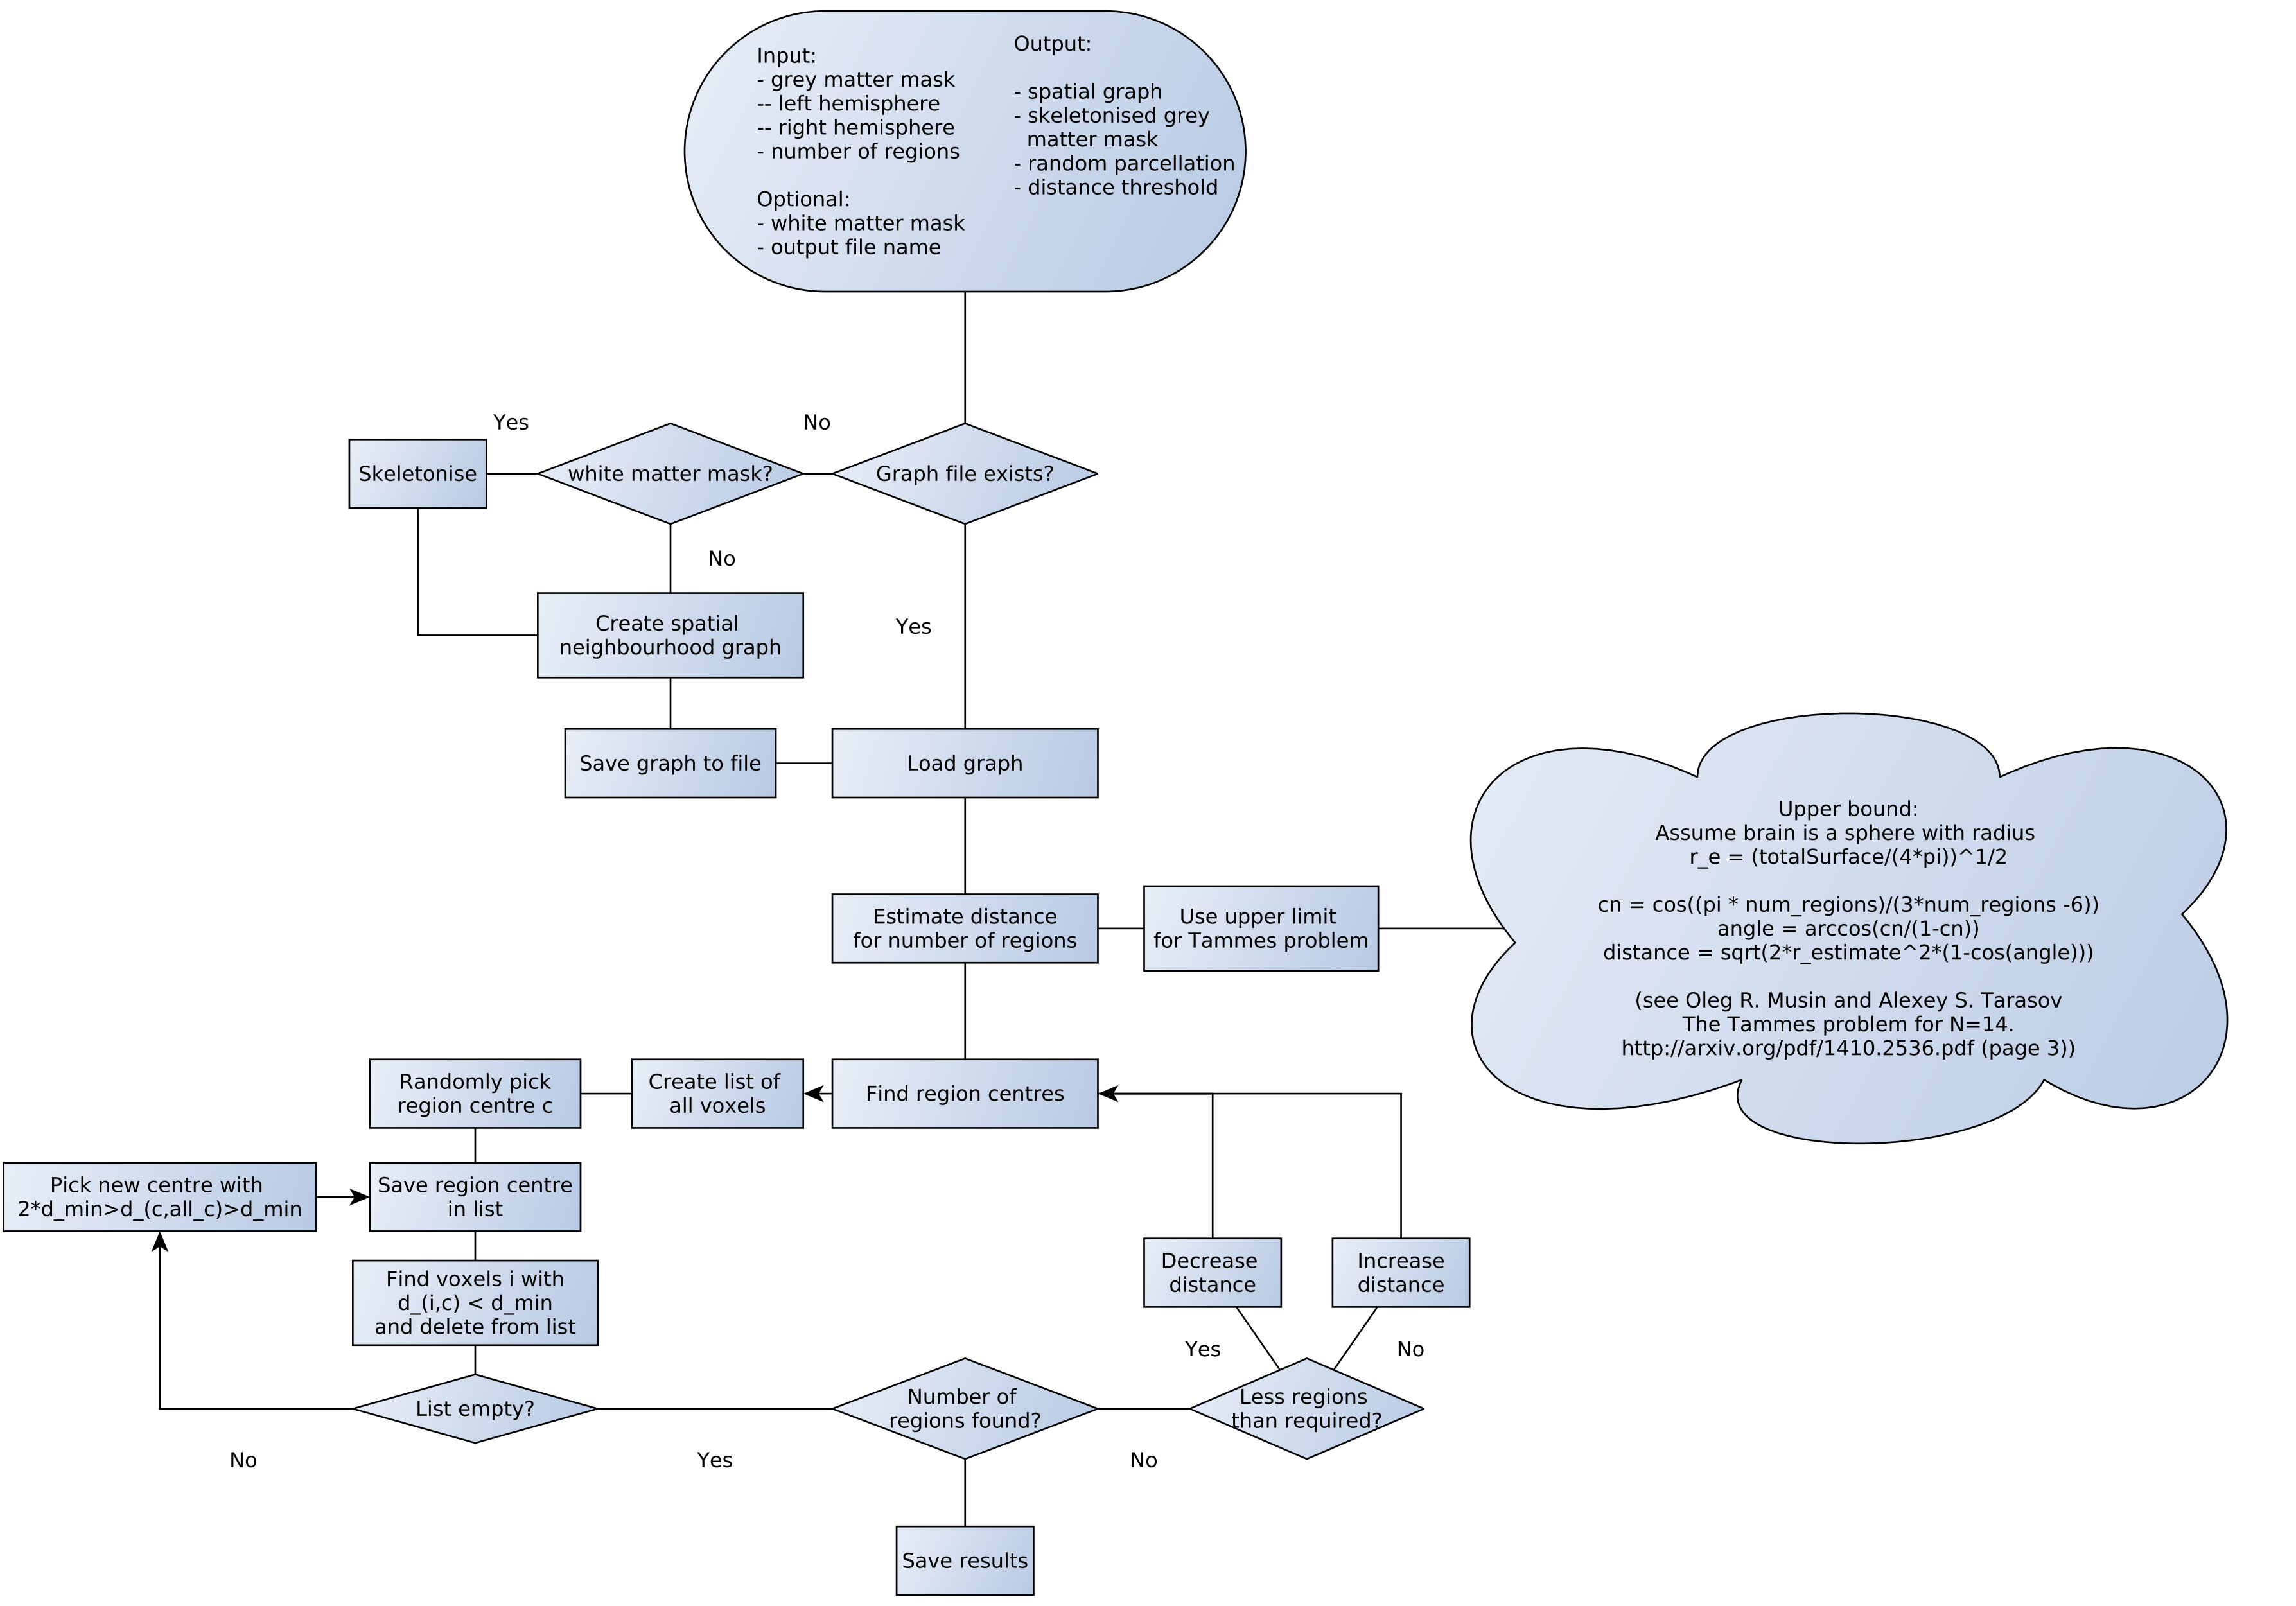 Input:
- grey matter mask
-- left hemisphere
-- right hemisphere
- number of regions
Optional:
- white matter mask
- output file name
Output:
- spatial graph
- skeletonised grey
matter mask
- random parcellation
- distance threshold
Yes
No
Skeletonise
white matter mask?
Graph file exists?
No
Create spatial
neighbourhood graph
Yes
Save graph to file
Load graph
Estimate distance
for number of regions
Use upper limit
for Tammes problem
Upper bound:
Assume brain is a sphere with radius
r_e = (totalSurface/(4*pi))^1/2
cn = cos((pi * num_regions)/(3*num_regions -6))
angle = arccos(cn/(1-cn))
distance = sqrt(2*r_estimate^2*(1-cos(angle)))
(see Oleg R. Musin and Alexey S. Tarasov
The Tammes problem for N=14.
http://arxiv.org/pdf/1410.2536.pdf (page 3))
Randomly pick
region centre c
Create list of
all voxels
Find region centres
Pick new centre with
2*d_min>d_(c,all_c)>d_min
Save region centre
in list
Find voxels i with
d_(i,c) < d_min
and delete from list
Decrease
distance
Increase
distance
Yes
No
List empty?
Number of
regions found?
Less regions
than required?
No
Yes
No
Save results